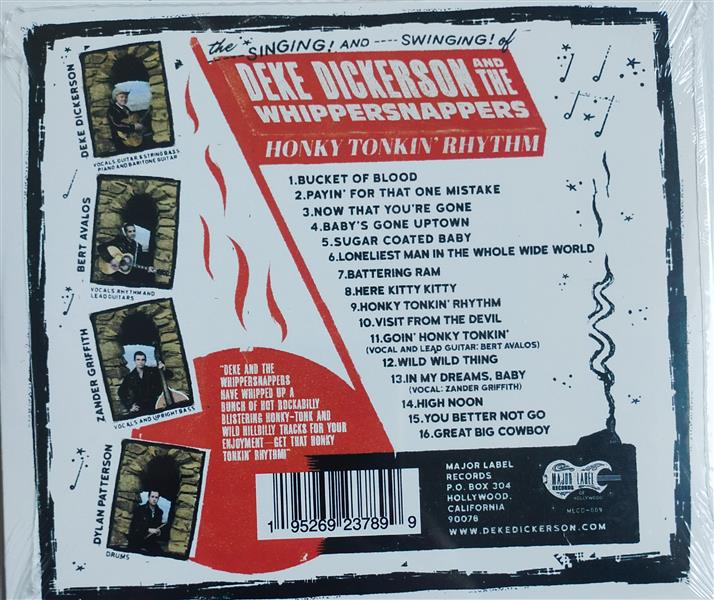 the SINGING! AND SWINGING! of
DEKE DICKERSON AND THE
WHIPPERSNAPPERS
HONKY TONKIN' RHYTHM
1.BUCKET OF BLOOD
2.PAYIN' FOR THAT ONE MISTAKE
3.NOW THAT YOU'RE GONE
4.BABY'S GONE UPTOWN
5.SUGAR COATED BABY
6.LONELIEST MAN IN THE WHOLE WIDE WORLD
7.BATTERING RAM
8.HERE KITTY KITTY
9.HONKY TONKIN' RHYTHM
10.VISIT FROM THE DEVIL
11.GOIN' HONKY TONKIN'
(VOCAL AND LEAD GUITAR: BERT AVALOS)
12.WILD WILD THING
13.IN MY DREAMS, BABY
(VOCAL: ZANDER GRIFFITH)
14.HIGH NOON
15.YOU BETTER NOT GO
16.GREAT BIG COWBOY
DEKE DICKERSON
VOCALS, GUITAR, 6 STRING BASS
PIANO AND BARITONE GUITAR
BERT AVALOS
VOCALS, RHYTHM AND
LEAD GUITARS
ZANDER GRIFFITH
VOCALS AND UPRIGHT BASS
DYLAN PATTERSON
DRUMS
"DEKE AND THE
WHIPPERSNAPPERS
HAVE WHIPPED UP A
BUNCH OF HOT ROCKABILLY
BLISTERING HONKY-TONK AND
WILD HILLBILLY TRACKS FOR YOUR
ENJOYMENT—GET THAT HONKY
TONKIN' RHYTHM!"
1 95269 23789 9
MAJOR LABEL
RECORDS
P.O. BOX 304
HOLLYWOOD,
CALIFORNIA
90078
WWW.DEKEDICKERSON.COM
MAJOR LABEL
RECORDS
OF
HOLLYWOOD
MLCD-009